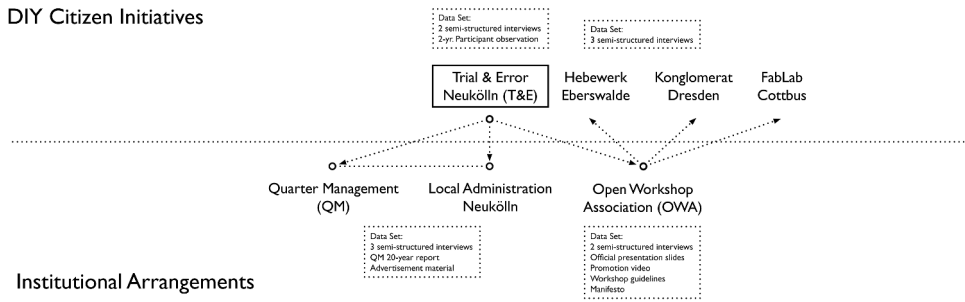 DIY Citizen Initiatives
Data Set:
2 semi-structured interviews
2-yr. Participant observation
Data Set:
3 semi-structured interviews
Trial & Error
Neukölln (T&E)
Hebewerk
Eberswalde
Konglomerat
Dresden
FabLab
Cottbus
Quarter Management
(QM)
Local Administration
Neukölln
Open Workshop
Association (OWA)
Data Set:
3 semi-structured interviews
QM 20-year report
Advertisement material
Data Set:
2 semi-structured interviews
Official presentation slides
Promotion video
Workshop guidelines
Manifesto
Institutional Arrangements